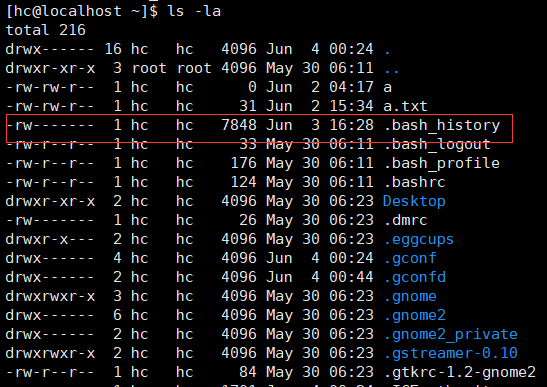 [hc@localhost ~]$ ls -la
total 216
drwx------ 16 hc   hc   4096 Jun  4 00:24 .
drwxr-xr-x  3 root root 4096 May 30 06:11 ..
-rw-rw-r--  1 hc   hc      0 Jun  2 04:17 a
-rw-rw-r--  1 hc   hc     31 Jun  2 15:34 a.txt
-rw-------  1 hc   hc   7848 Jun  3 16:28 .bash_history
-rw-r--r--  1 hc   hc     33 May 30 06:11 .bash_logout
-rw-r--r--  1 hc   hc    176 May 30 06:11 .bash_profile
-rw-r--r--  1 hc   hc    124 May 30 06:11 .bashrc
drwxr-xr-x  2 hc   hc   4096 May 30 06:23 Desktop
-rw-------  1 hc   hc     26 May 30 06:23 .dmrc
drwxr-x---  2 hc   hc   4096 May 30 06:23 .eggcups
drwx------  4 hc   hc   4096 Jun  4 00:24 .gconf
drwx------  2 hc   hc   4096 Jun  4 00:44 .gconfd
drwxrwxr-x  3 hc   hc   4096 May 30 06:23 .gnome
drwx------  6 hc   hc   4096 May 30 06:23 .gnome2
drwx------  2 hc   hc   4096 May 30 06:23 .gnome2_private
drwxrwxr-x  2 hc   hc   4096 May 30 06:23 .gstreamer-0.10
-rw-r--r--  1 hc   hc     84 May 30 06:23 .gtkrc-1.2-gnome2